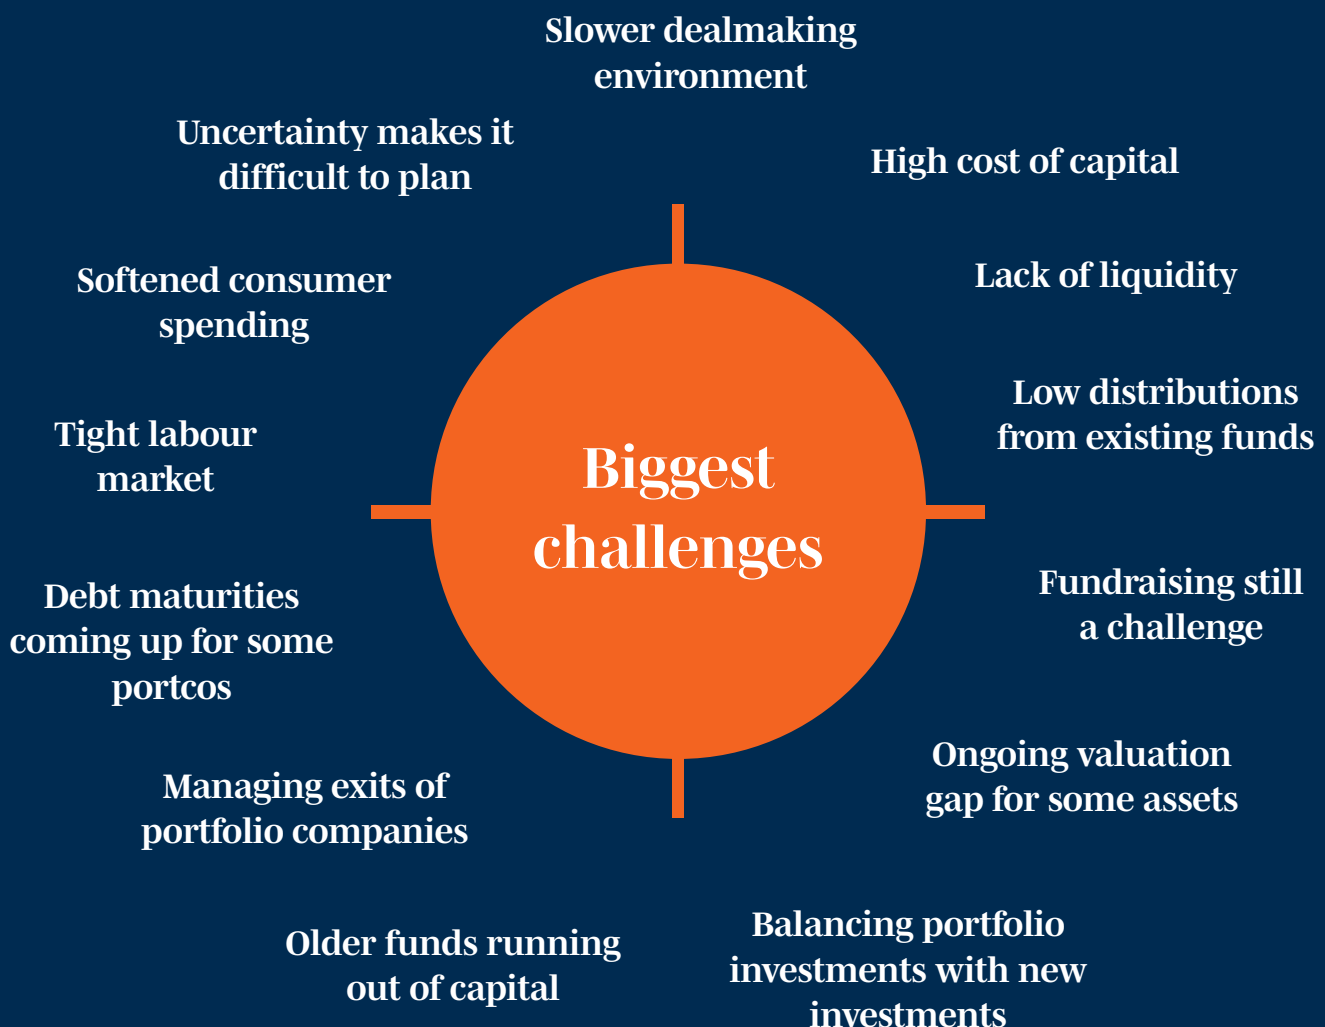 Slower dealmaking
environment
Uncertainty makes it
difficult to plan
High cost of capital
Softened consumer
spending
Lack of liquidity
Low distributions
from existing funds
Tight labour
market
Biggest
challenges
Debt maturities
coming up for some
portcos
Fundraising still
a challenge
Ongoing valuation
gap for some assets
Managing exits of
portfolio companies
Older funds running
out of capital
Balancing portfolio
investments with new
investments